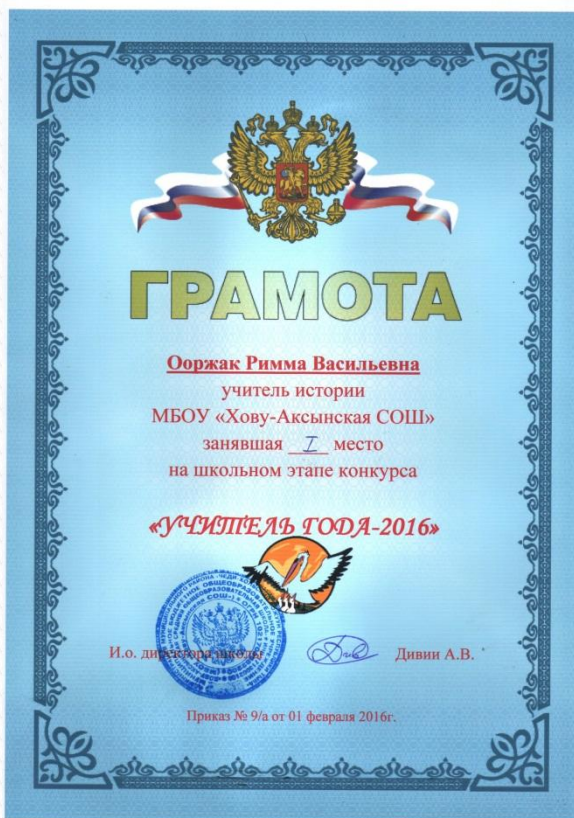 ГРАМОТА
Ооржак Римма Васильевна
учитель истории
МБОУ «Хову-Аксынская СОШ»
занявшая I место
на школьном этапе конкурса
«УЧИТЕЛЬ ГОДА-2016»
И.о. директора школы Дивии А.В.
Приказ № 9/а от 01 февраля 2016г.